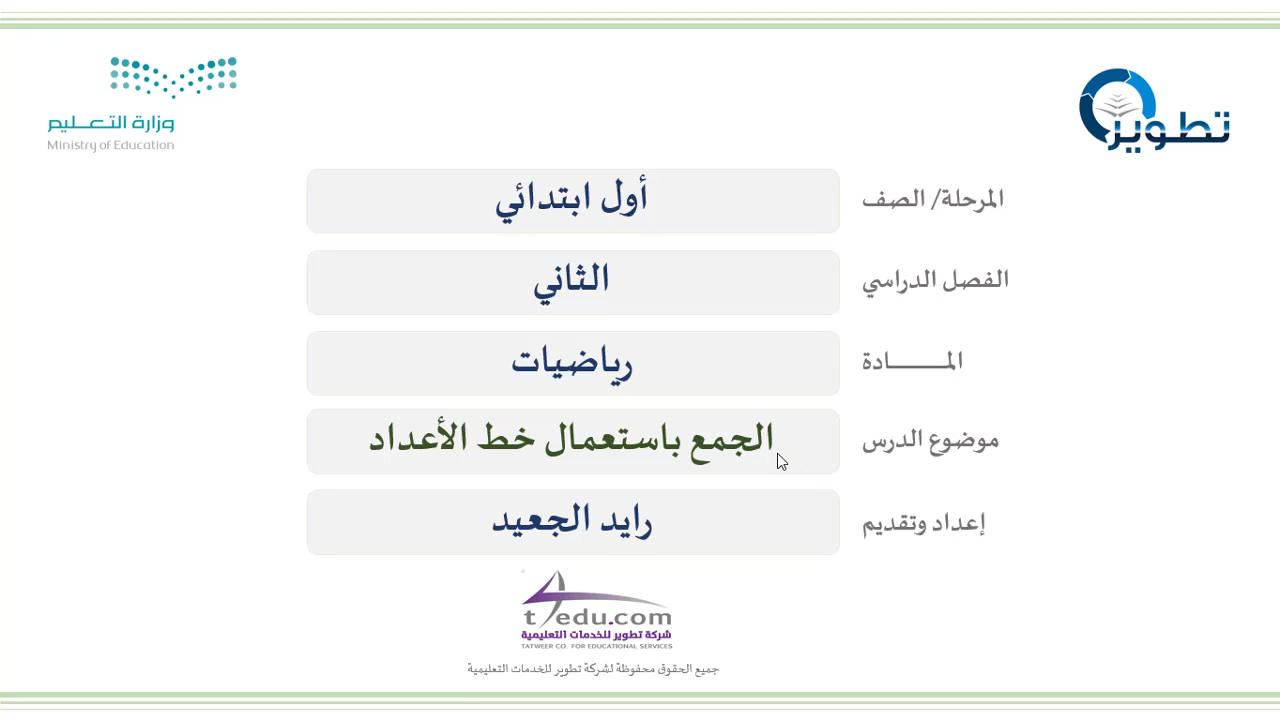 وزارة التعـليم
Ministry of Education
تطوير
المرحلة/ الصف
أول ابتدائي
الفصل الدراسي
الثاني
المـــــــادة
رياضيات
موضوع الدرس
الجمع باستعمال خط الأعداد
إعداد وتقديم
رايد الجعيد
t4edu.com
شركة تطوير للخدمات التعليمية
TATWEER CO. FOR EDUCATIONAL SERVICES
جميع الحقوق محفوظة لشركة تطوير للخدمات التعليمية